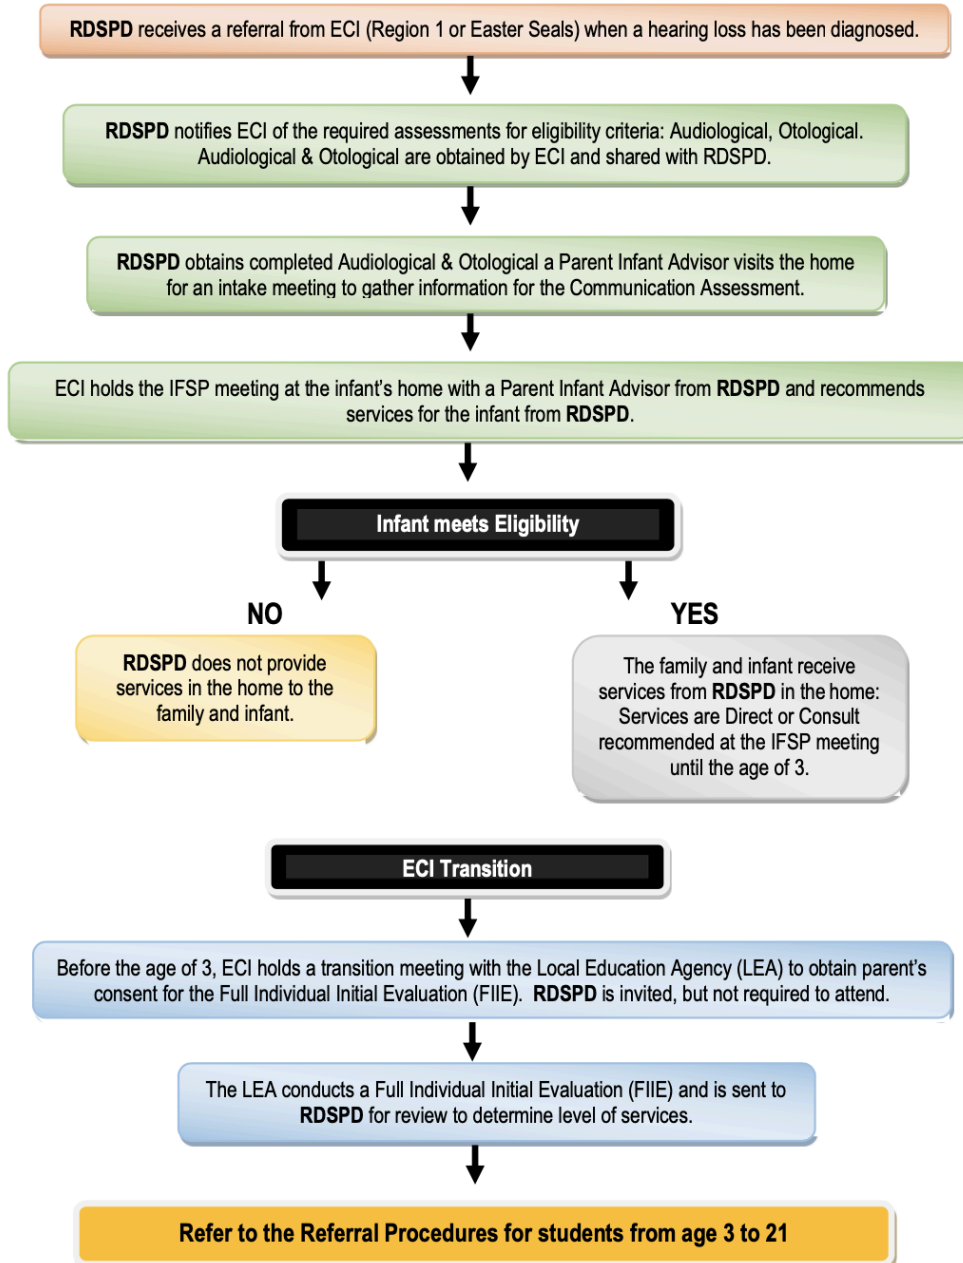 RDSPD receives a referral from ECI (Region 1 or Easter Seals) when a hearing loss has been diagnosed.
RDSPD notifies ECI of the required assessments for eligibility criteria: Audiological, Otological.
Audiological & Otological are obtained by ECI and shared with RDSPD.
RDSPD obtains completed Audiological & Otological a Parent Infant Advisor visits the home
for an intake meeting to gather information for the Communication Assessment.
ECI holds the IFSP meeting at the infant's home with a Parent Infant Advisor from RDSPD and recommends
services for the infant from RDSPD.
Infant meets Eligibility
NO
RDSPD does not provide
services in the home to the
family and infant.
YES
The family and infant receive
services from RDSPD in the home:
Services are Direct or Consult
recommended at the IFSP meeting
until the age of 3.
ECI Transition
Before the age of 3, ECI holds a transition meeting with the Local Education Agency (LEA) to obtain parent's
consent for the Full Individual Initial Evaluation (FIIE).  RDSPD is invited, but not required to attend.
The LEA conducts a Full Individual Initial Evaluation (FIIE) and is sent to
RDSPD for review to determine level of services.
Refer to the Referral Procedures for students from age 3 to 21